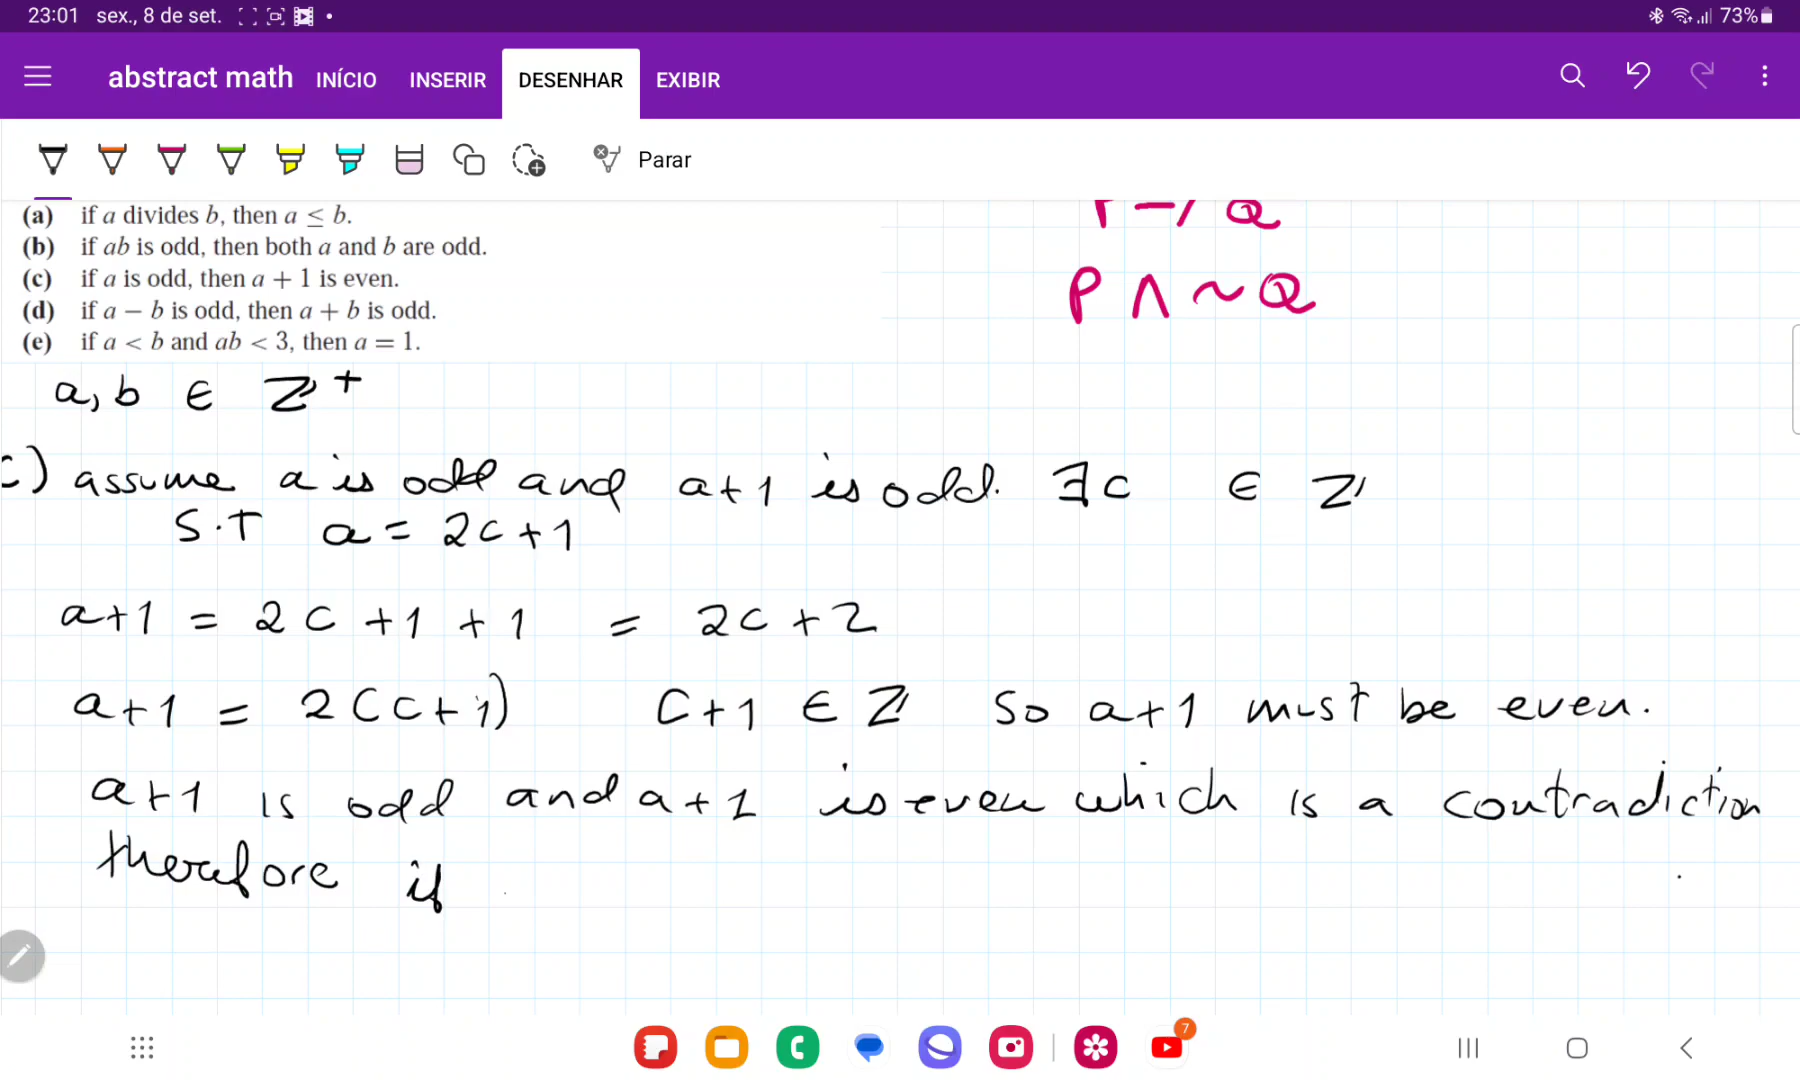 23:01 sex., 8 de set. 73%
abstract math INÍCIO INSERIR DESENHAR EXIBIR
Parar
(a) if a divides b, then a ≤ b.
(b) if ab is odd, then both a and b are odd.
(c) if a is odd, then a + 1 is even.
(d) if a − b is odd, then a + b is odd.
(e) if a < b and ab < 3, then a = 1.
P → Q
P ∧ ~Q
a, b ∈ ℤ⁺
c) assume a is odd and a+1 is odd. ∃c ∈ ℤ
S.T a = 2c+1
a+1 = 2c+1+1 = 2c+2
a+1 = 2(c+1) c+1 ∈ ℤ so a+1 must be even.
a+1 is odd and a+1 is even which is a contradiction
therefore if
7